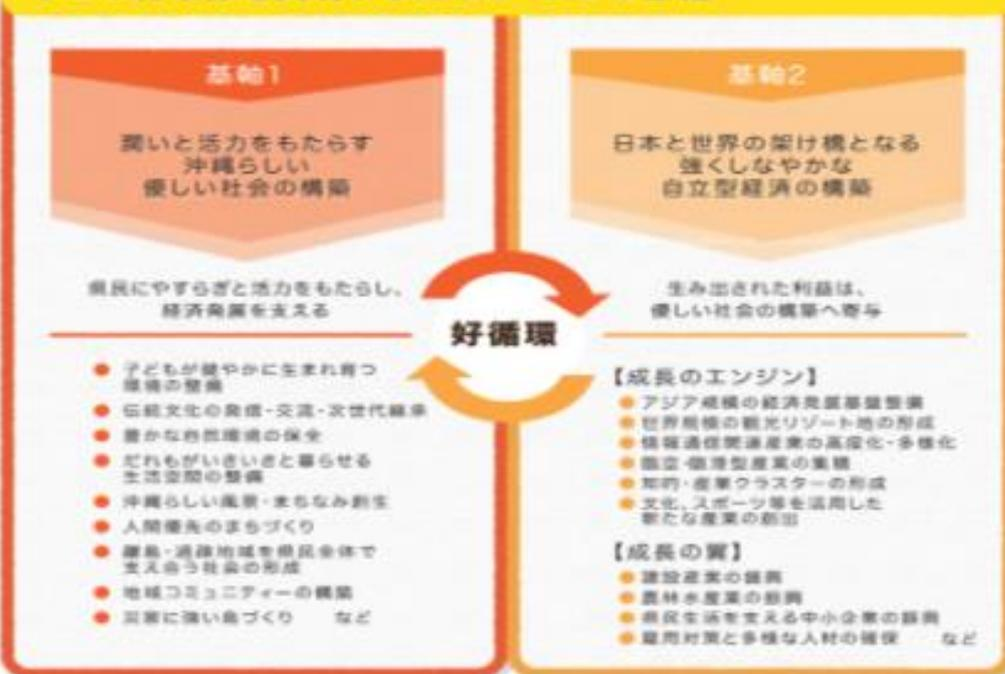 基軸1
潤いと活力をもたらす
沖縄らしい
優しい社会の構築
県民にやすらぎと活力をもたらし、
経済発展を支える
子どもが健やかに生まれ育つ
環境の整備
伝統文化の発信・交流・次世代継承
豊かな自然環境の保全
だれもがいきいきと暮らせる
生活空間の整備
沖縄らしい風景・まちなみ創生
人間優先のまちづくり
離島・過疎地域を県民全体で
支え合う社会の形成
地域コミュニティーの構築
災害に強い島づくり など
好循環
基軸2
日本と世界の架け橋となる
強くしなやかな
自立型経済の構築
生み出された利益は、
優しい社会の構築へ寄与
【成長のエンジン】
アジア規模の経済発展基盤整備
世界規模の観光リゾート地の形成
情報通信関連産業の高度化・多様化
臨空・臨港型産業の集積
知的・産業クラスターの形成
文化、スポーツ等を活用した
新たな産業の創出
【成長の翼】
建設産業の振興
農林水産業の振興
県民生活を支える中小企業の振興
雇用対策と多様な人材の確保 など